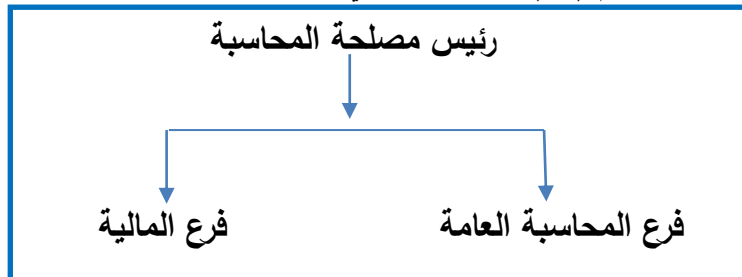 رئيس مصلحة المحاسبة
فرع المحاسبة العامة
فرع المالية